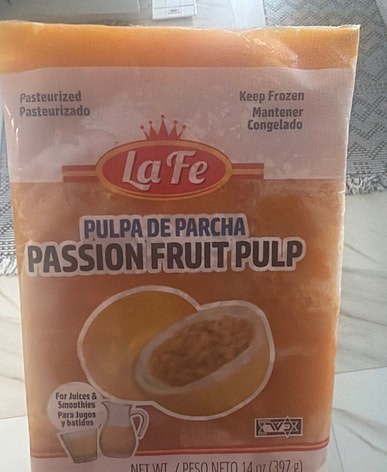 Pasteurized
Pasteurizado
Keep Frozen
Mantener
Congelado
La Fe
PULPA DE PARCHA
PASSION FRUIT PULP
For Juices &
Smoothies
Para Jugos
y batidos
NET WT. / PESO NETO 14 oz (397 g)